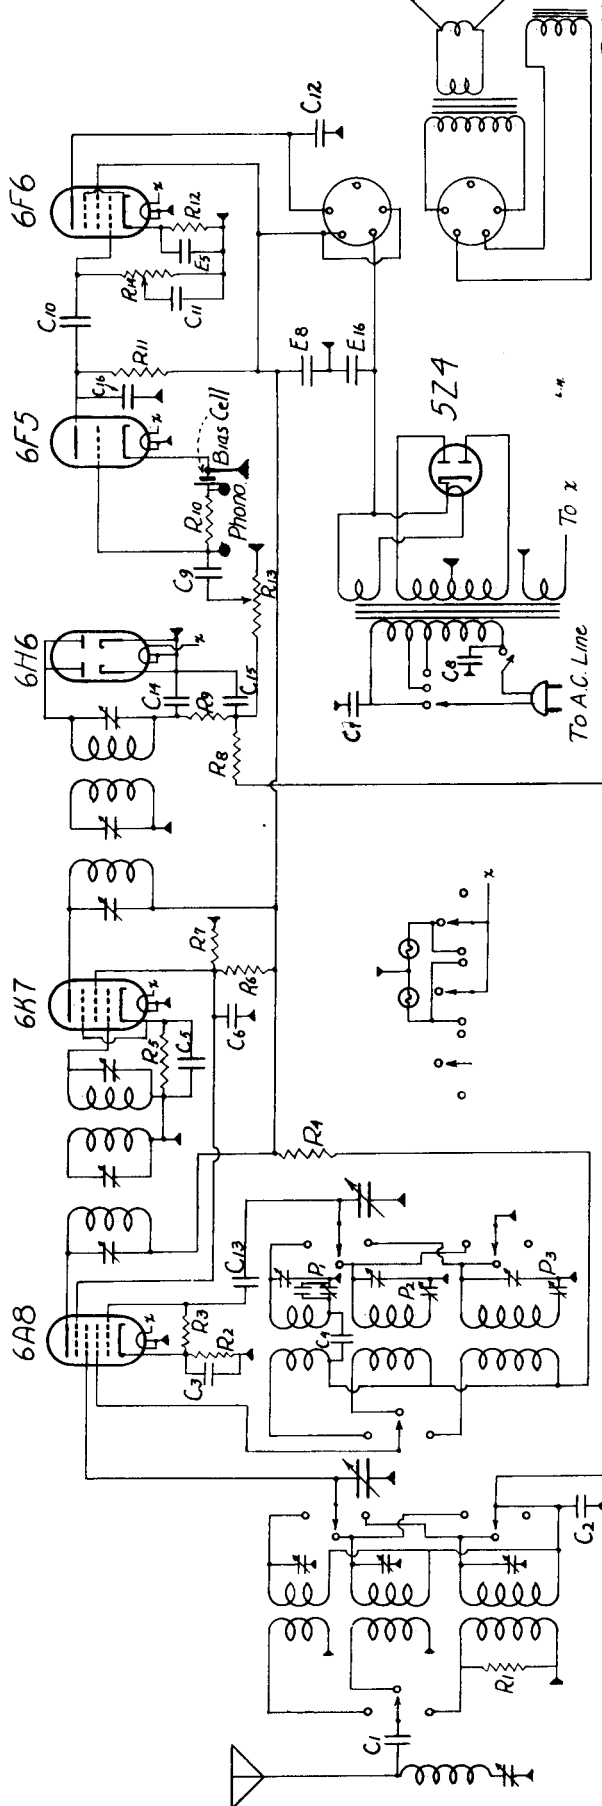 6A8
6K7
6H6
6F5
6F6
C10
C16
R11
R14
C11
E5
R12
C12
R10
Bias Cell
Phono
C9
R13
C14
R9
C15
R8
R7
R6
C6
R5
C5
R4
C13
R3
R2
C3
C4
P1
P2
P3
C1
R1
C2
E8
E16
5Z4
C7
C8
To A.C. Line
To x
x
x
x
x
x
x